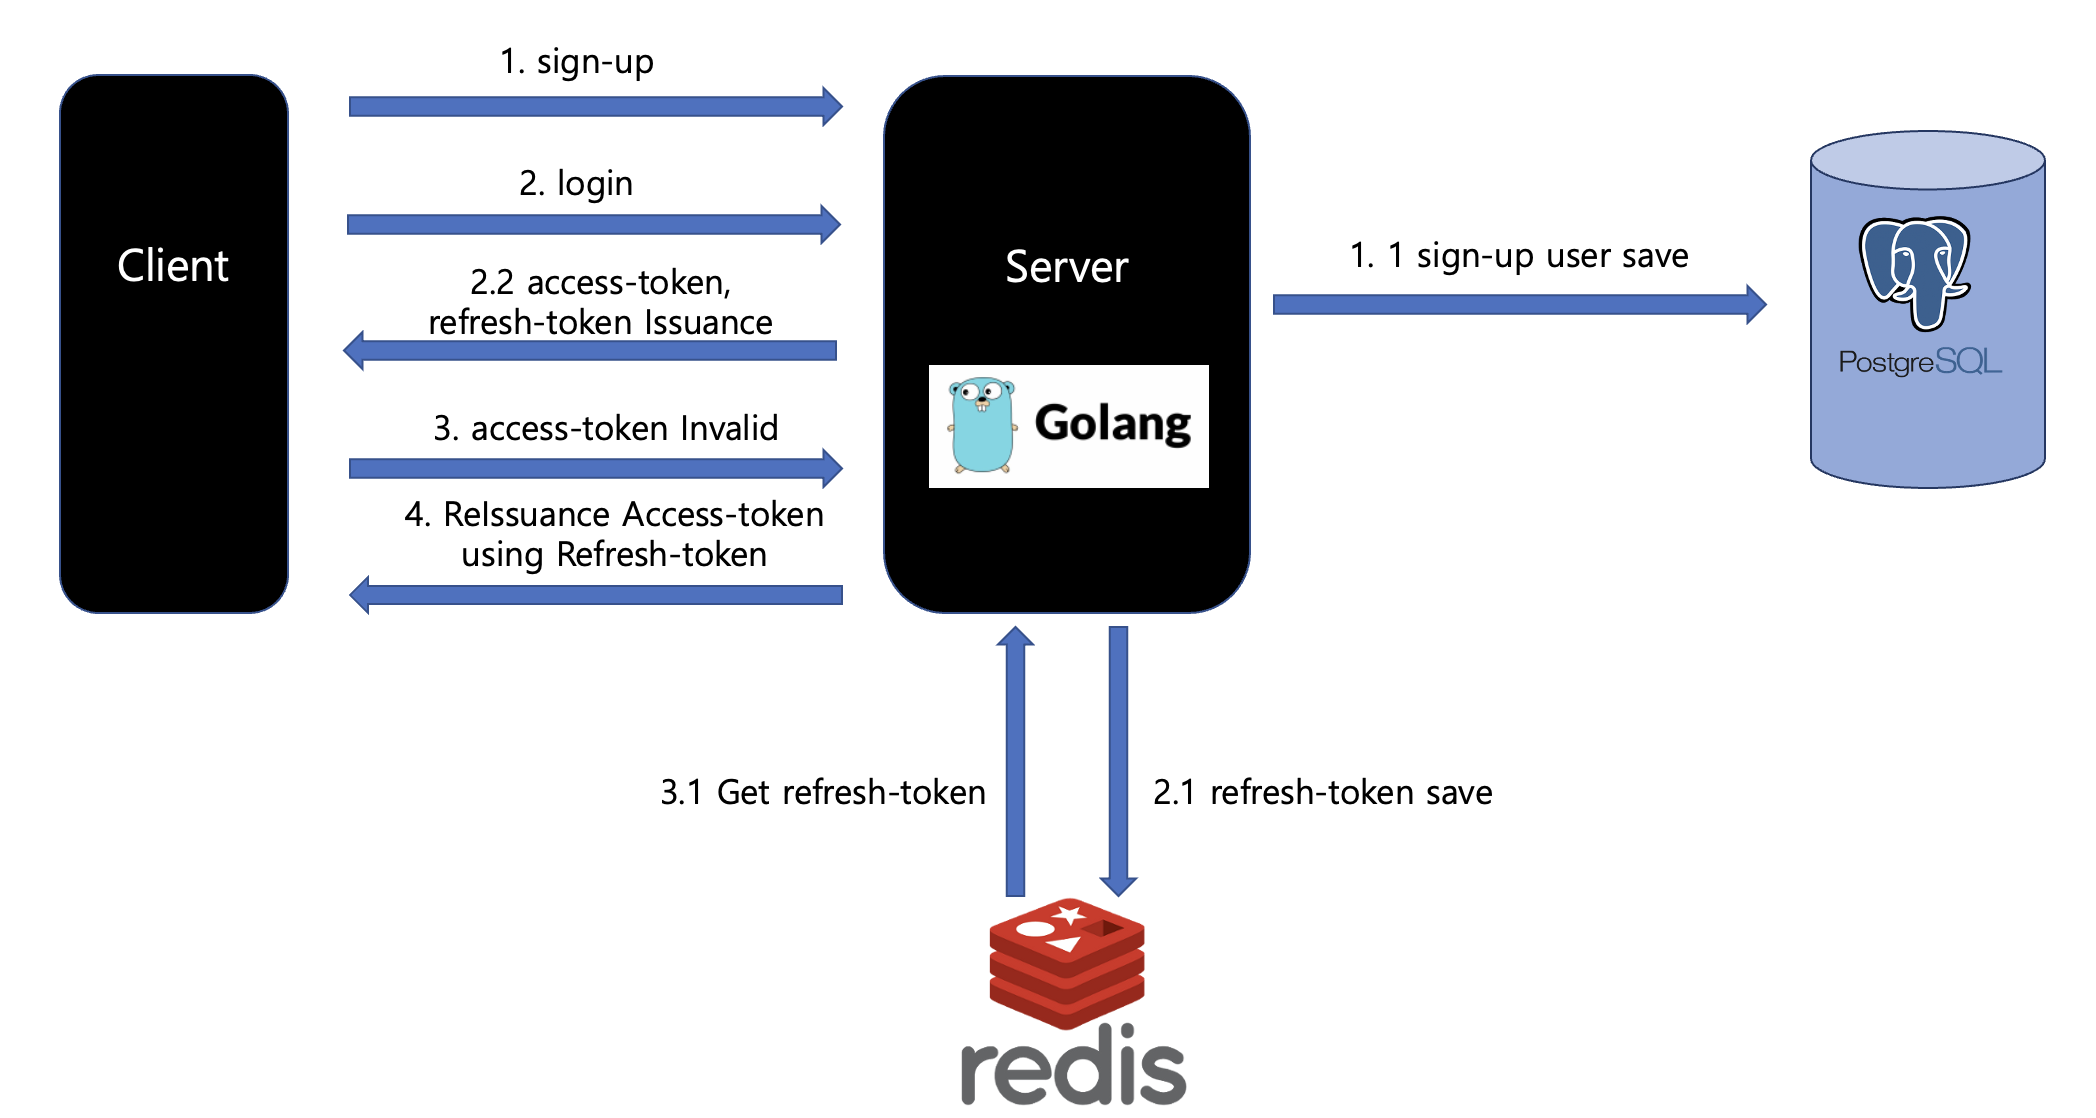 1. sign-up
2. login
Client
Server
1. 1 sign-up user save
2.2 access-token,
refresh-token Issuance
PostgreSQL
Golang
3. access-token Invalid
4. ReIssuance Access-token
using Refresh-token
3.1 Get refresh-token
2.1 refresh-token save
redis